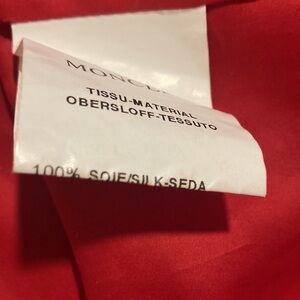 TISSU-MATERIAL
OBERSLOFF-TESSUTO
100% SOIE/SILK-SEDA